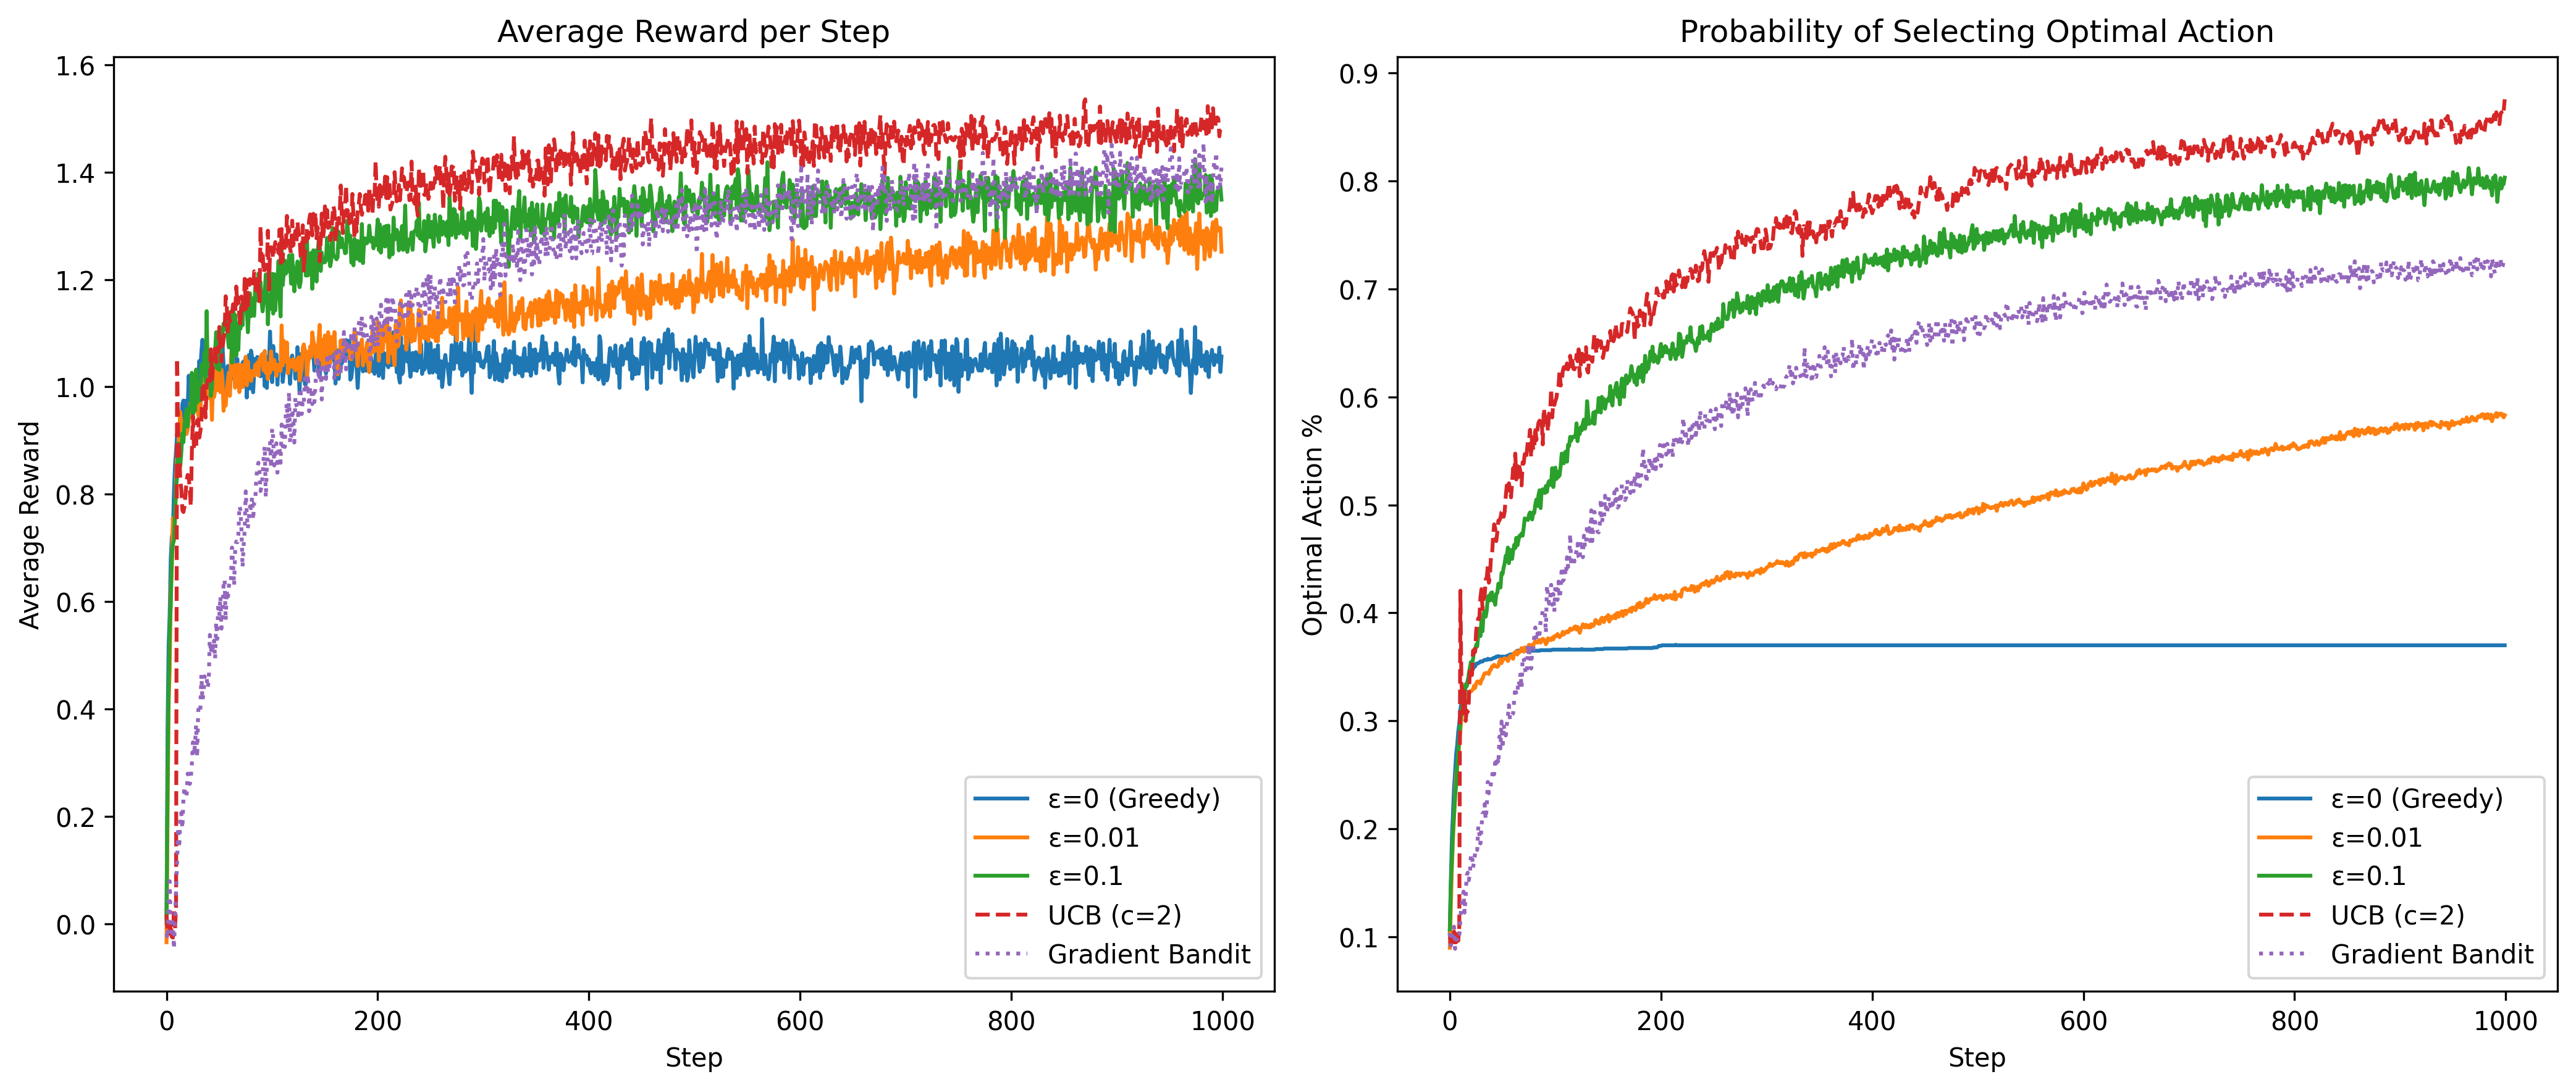 Average Reward per Step
1.6
1.4
1.2
1.0
0.8
0.6
0.4
0.2
0.0
Average Reward
0
200
400
600
800
1000
Step
ε=0 (Greedy)
ε=0.01
ε=0.1
UCB (c=2)
Gradient Bandit
Probability of Selecting Optimal Action
0.9
0.8
0.7
0.6
0.5
0.4
0.3
0.2
0.1
Optimal Action %
0
200
400
600
800
1000
Step
ε=0 (Greedy)
ε=0.01
ε=0.1
UCB (c=2)
Gradient Bandit